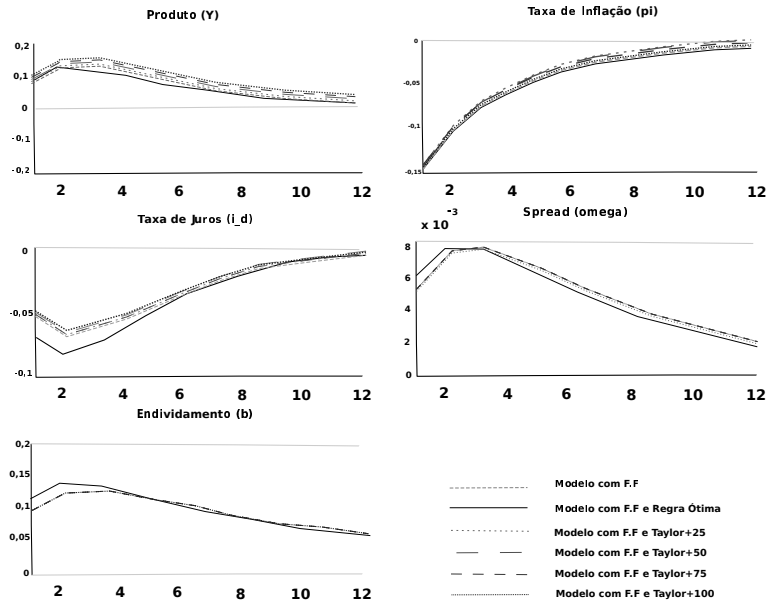 Produto (Y)
0,2
0,1
0
-0,1
-0,2
2 4 6 8 10 12
Taxa de Inflação (pi)
0
-0,05
-0,1
-0,15
2 4 6 8 10 12
Taxa de Juros (i_d)
0
-0,05
-0,1
2 4 6 8 10 12
Spread (omega)
x 10 -3
8
6
4
2
0
2 4 6 8 10 12
Endividamento (b)
0,2
0,15
0,1
0,05
0
2 4 6 8 10 12
Modelo com F.F
Modelo com F.F e Regra Ótima
Modelo com F.F e Taylor+25
Modelo com F.F e Taylor+50
Modelo com F.F e Taylor+75
Modelo com F.F e Taylor+100